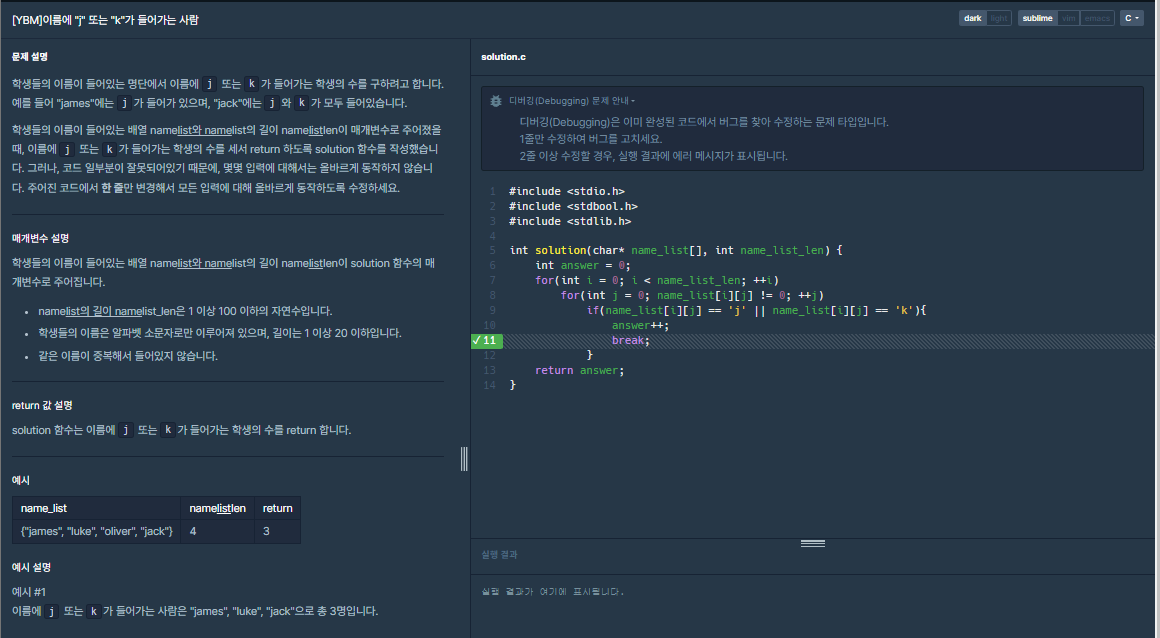 [YBM]이름에 "j" 또는 "k"가 들어가는 사람
dark light sublime vim emacs C
문제 설명
학생들의 이름이 들어있는 명단에서 이름에 j 또는 k 가 들어가는 학생의 수를 구하려고 합니다.
예를 들어 "james"에는 j 가 들어가 있으며, "jack"에는 j 와 k 가 모두 들어있습니다.
학생들의 이름이 들어있는 배열 namelist와 namelist의 길이 namelistlen이 매개변수로 주어졌을
때, 이름에 j 또는 k 가 들어가는 학생의 수를 세서 return 하도록 solution 함수를 작성했습니
다. 그러나, 코드 일부분이 잘못되어있기 때문에, 몇몇 입력에 대해서는 올바르게 동작하지 않습니
다. 주어진 코드에서 한 줄만 변경해서 모든 입력에 대해 올바르게 동작하도록 수정하세요.
매개변수 설명
학생들의 이름이 들어있는 배열 namelist와 namelist의 길이 namelistlen이 solution 함수의 매
개변수로 주어집니다.
namelist의 길이 namelist_len은 1 이상 100 이하의 자연수입니다.
학생들의 이름은 알파벳 소문자로만 이루어져 있으며, 길이는 1 이상 20 이하입니다.
같은 이름이 중복해서 들어있지 않습니다.
return 값 설명
solution 함수는 이름에 j 또는 k 가 들어가는 학생의 수를 return 합니다.
예시
name_list namelistlen return
{"james", "luke", "oliver", "jack"} 4 3
예시 설명
예시 #1
이름에 j 또는 k 가 들어가는 사람은 "james", "luke", "jack"으로 총 3명입니다.
solution.c
디버깅(Debugging) 문제 안내
디버깅(Debugging)은 이미 완성된 코드에서 버그를 찾아 수정하는 문제 타입입니다.
1줄만 수정하여 버그를 고치세요.
2줄 이상 수정할 경우, 실행 결과에 에러 메시지가 표시됩니다.
1 #include <stdio.h>
2 #include <stdbool.h>
3 #include <stdlib.h>
4
5 int solution(char* name_list[], int name_list_len) {
6 int answer = 0;
7 for(int i = 0; i < name_list_len; ++i)
8 for(int j = 0; name_list[i][j] != 0; ++j)
9 if(name_list[i][j] == 'j' || name_list[i][j] == 'k'){
10 answer++;
11 break;
12 }
13 return answer;
14 }
실행 결과
실행 결과가 여기에 표시됩니다.